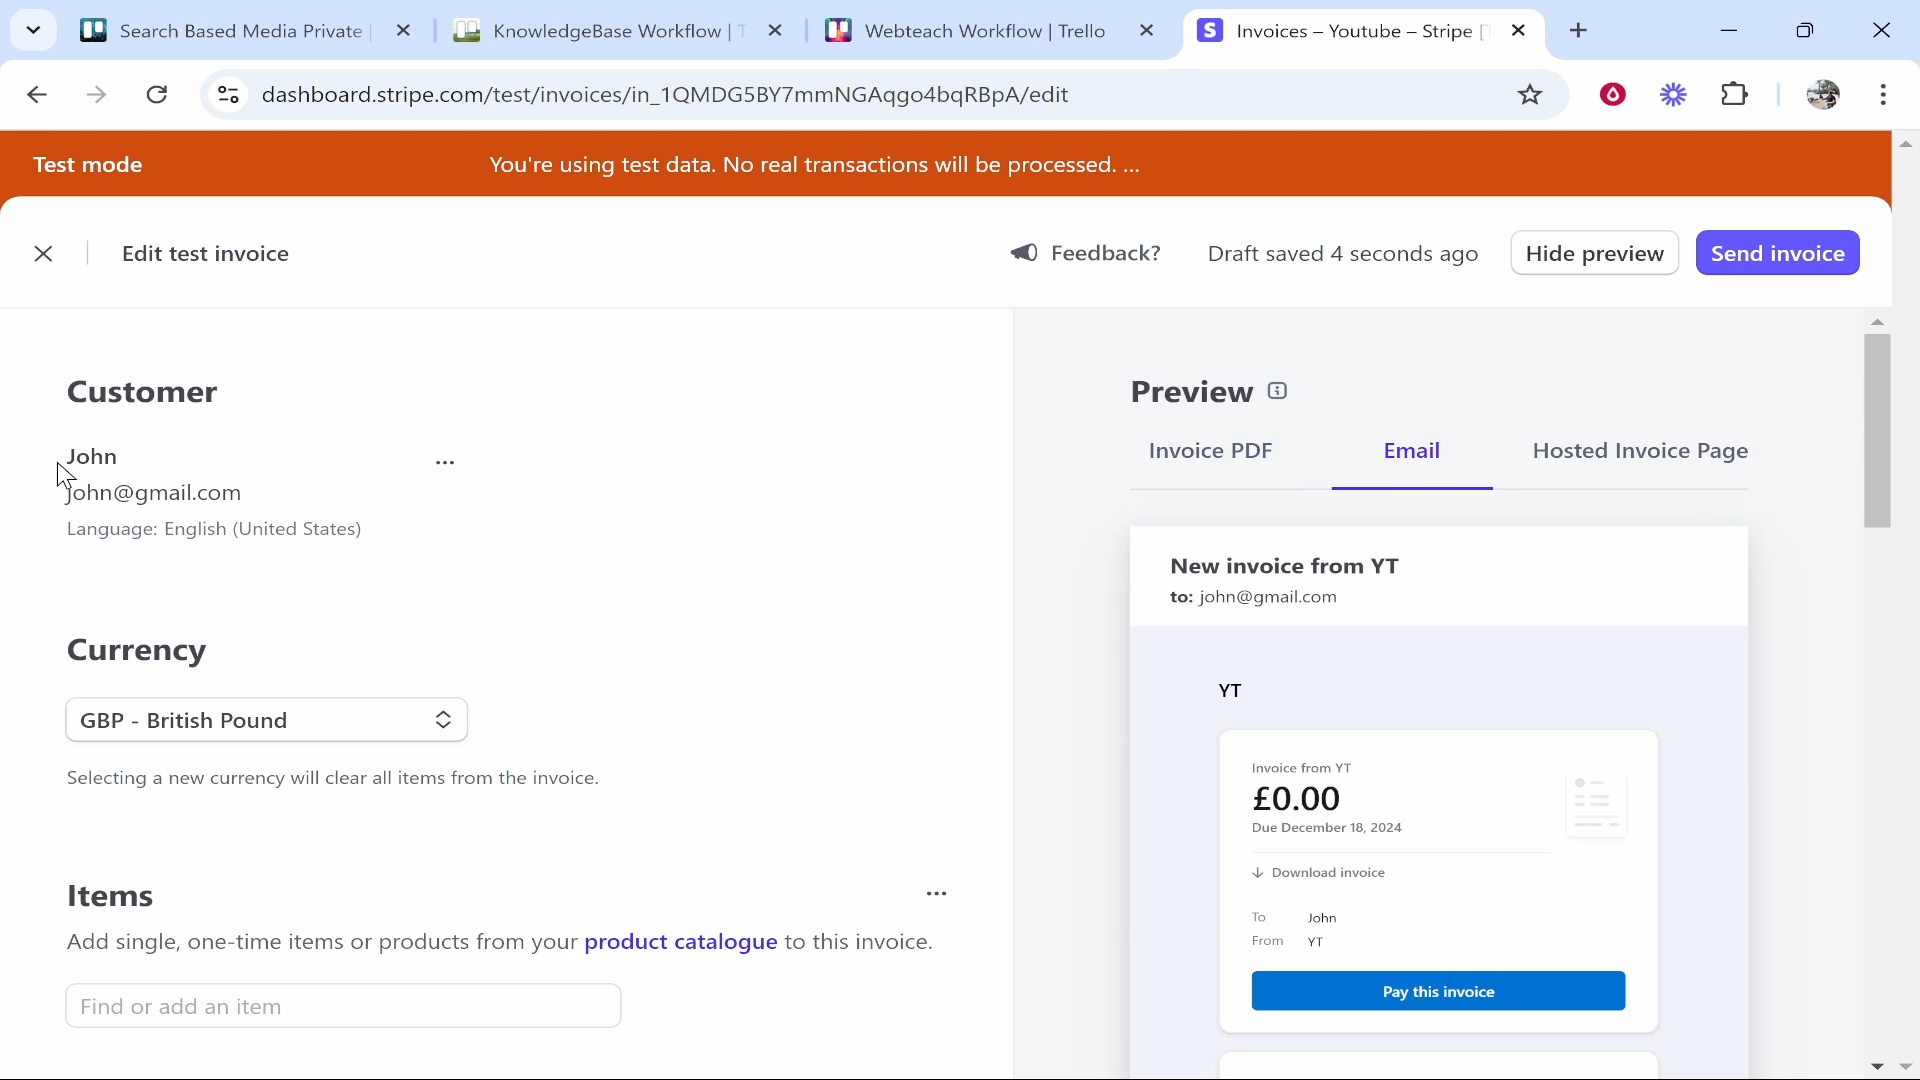 Search Based Media Private
KnowledgeBase Workflow | T
Webteach Workflow | Trello
Invoices – Youtube – Stripe [T
dashboard.stripe.com/test/invoices/in_1QMDG5BY7mmNGAqgo4bqRBpA/edit
Test mode
You're using test data. No real transactions will be processed. ...
Edit test invoice
Feedback?
Draft saved 4 seconds ago
Hide preview
Send invoice
Customer
John
john@gmail.com
Language: English (United States)
Currency
GBP - British Pound
Selecting a new currency will clear all items from the invoice.
Items
Add single, one-time items or products from your product catalogue to this invoice.
Find or add an item
Preview
Invoice PDF
Email
Hosted Invoice Page
New invoice from YT
to: john@gmail.com
YT
Invoice from YT
£0.00
Due December 18, 2024
Download invoice
To John
From YT
Pay this invoice